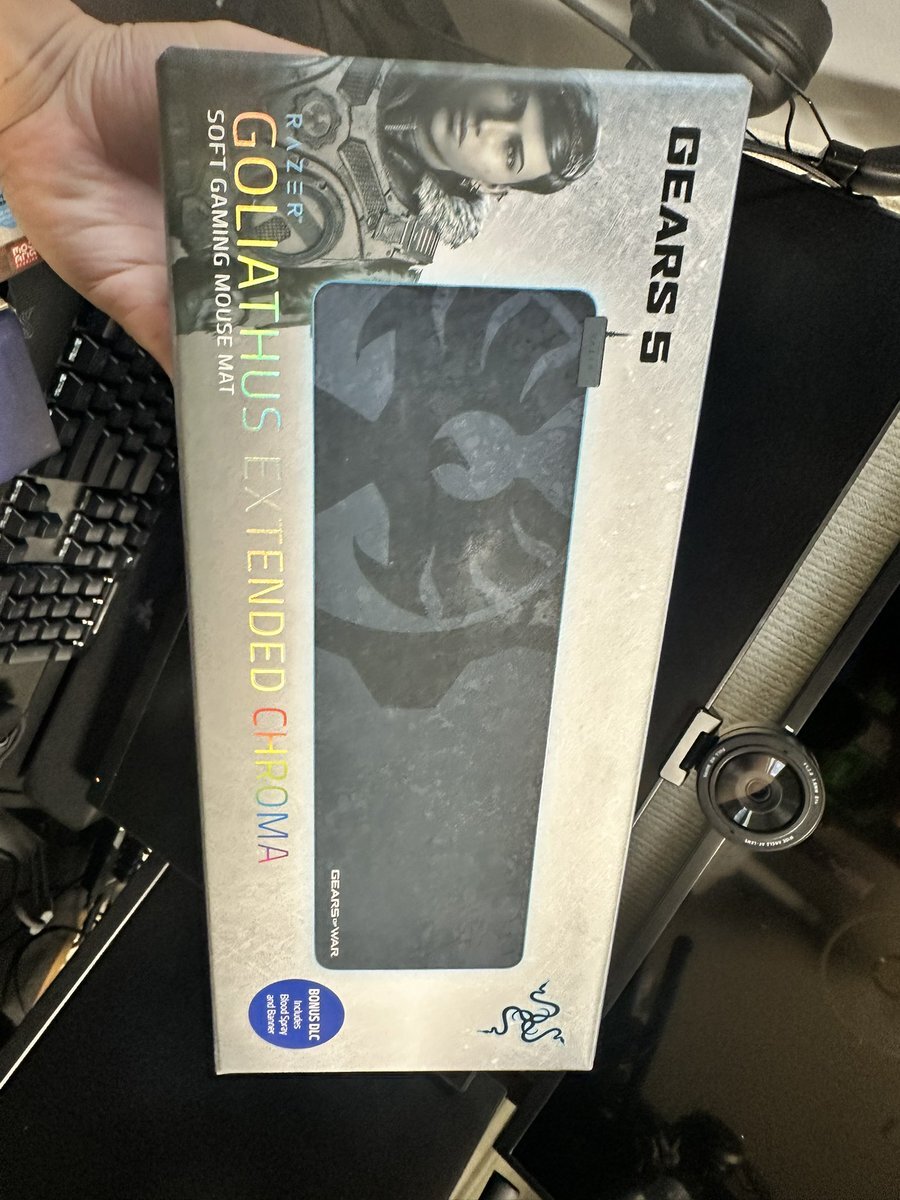 GEARS 5
RAZER™
GOLIATHUS EXTENDED CHROMA
SOFT GAMING MOUSE MAT
GEARS OF WAR
BONUS DLC
Includes
Blood Spray
and Banner